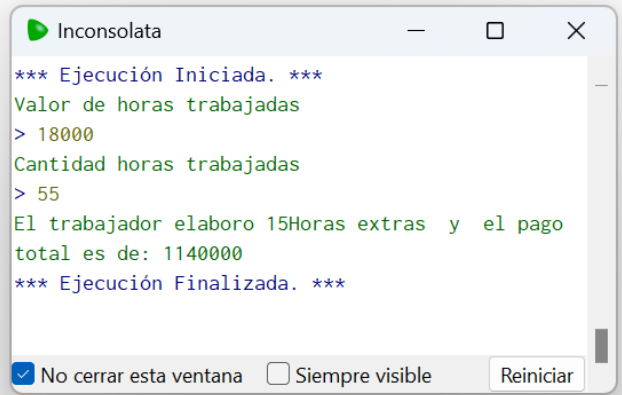 Inconsolata
*** Ejecución Iniciada. ***
Valor de horas trabajadas
> 18000
Cantidad horas trabajadas
> 55
El trabajador elaboro 15Horas extras  y  el pago
total es de: 1140000
*** Ejecución Finalizada. ***
No cerrar esta ventana Siempre visible Reiniciar